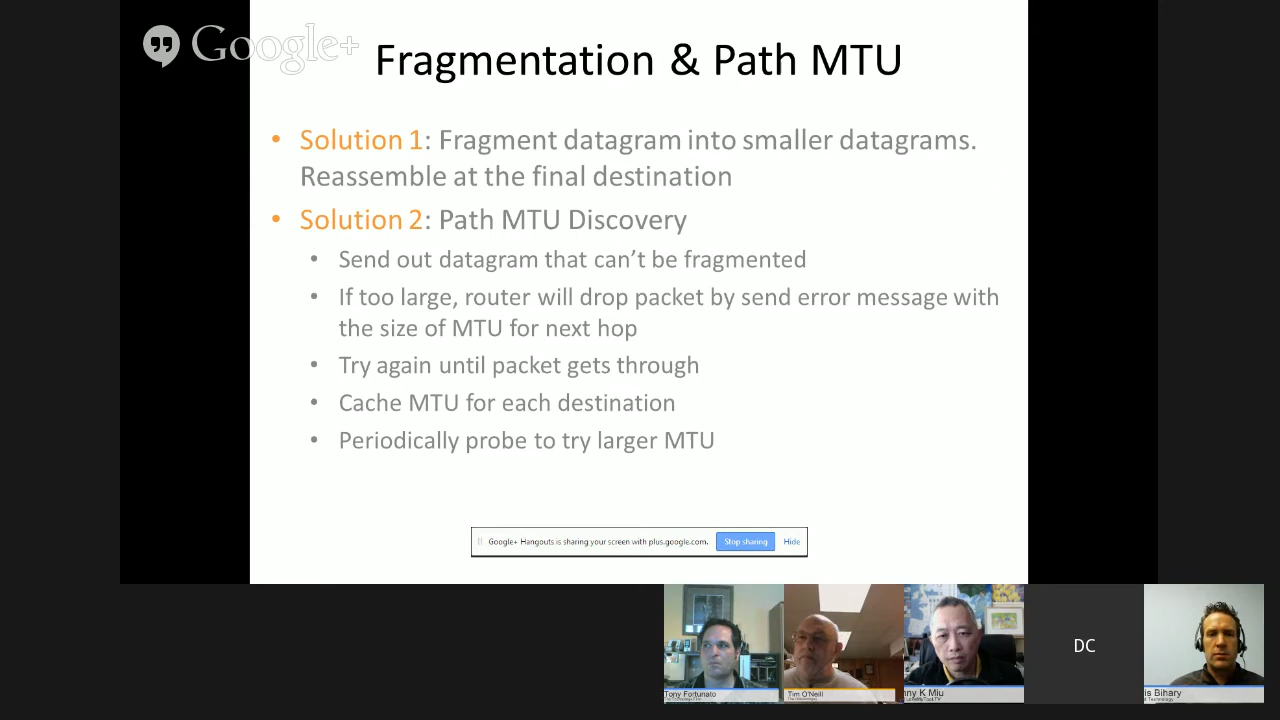 Google+
Fragmentation & Path MTU
• Solution 1: Fragment datagram into smaller datagrams.
Reassemble at the final destination
• Solution 2: Path MTU Discovery
• Send out datagram that can’t be fragmented
• If too large, router will drop packet by send error message with
the size of MTU for next hop
• Try again until packet gets through
• Cache MTU for each destination
• Periodically probe to try larger MTU
Google+ Hangouts is sharing your screen with plus.google.com. Stop sharing Hide
DC
Tony Fortunato
Tim O'Neill
nny K Miu
is Bihary